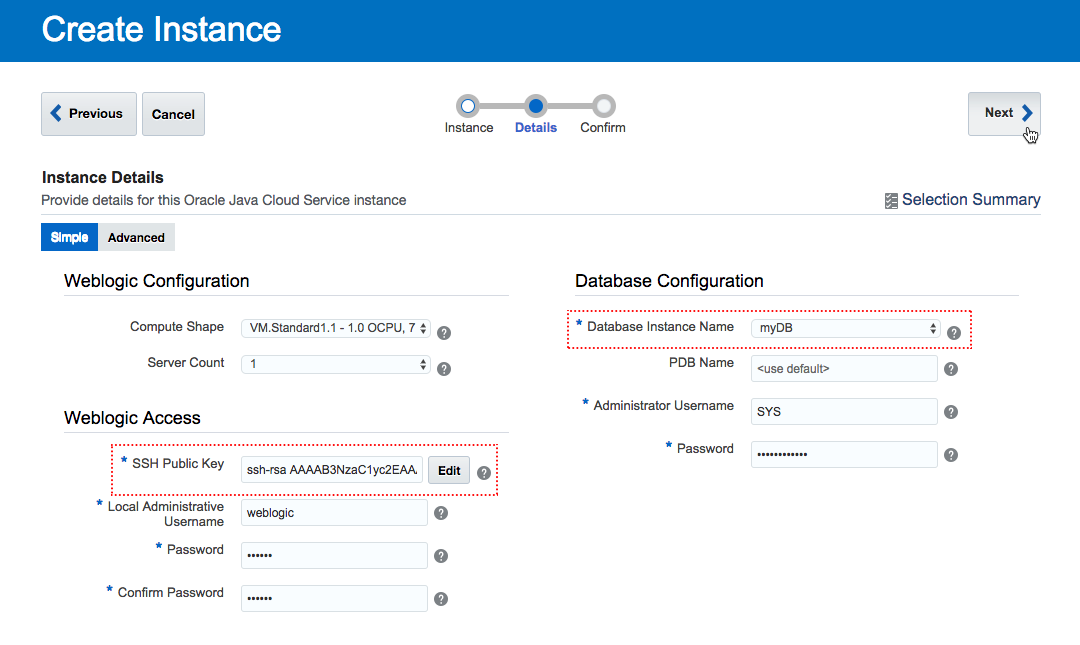 Create Instance
Previous
Cancel
Instance
Details
Confirm
Next
Instance Details
Provide details for this Oracle Java Cloud Service instance
Selection Summary
Simple
Advanced
Weblogic Configuration
Compute Shape
VM.Standard1.1 - 1.0 OCPU, 7
?
Server Count
1
?
Weblogic Access
* SSH Public Key
ssh-rsa AAAAB3NzaC1yc2EAA
Edit
?
* Local Administrative
Username
weblogic
?
* Password
••••••
?
* Confirm Password
••••••
?
Database Configuration
* Database Instance Name
myDB
?
PDB Name
<use default>
?
* Administrator Username
SYS
?
* Password
••••••••••••
?